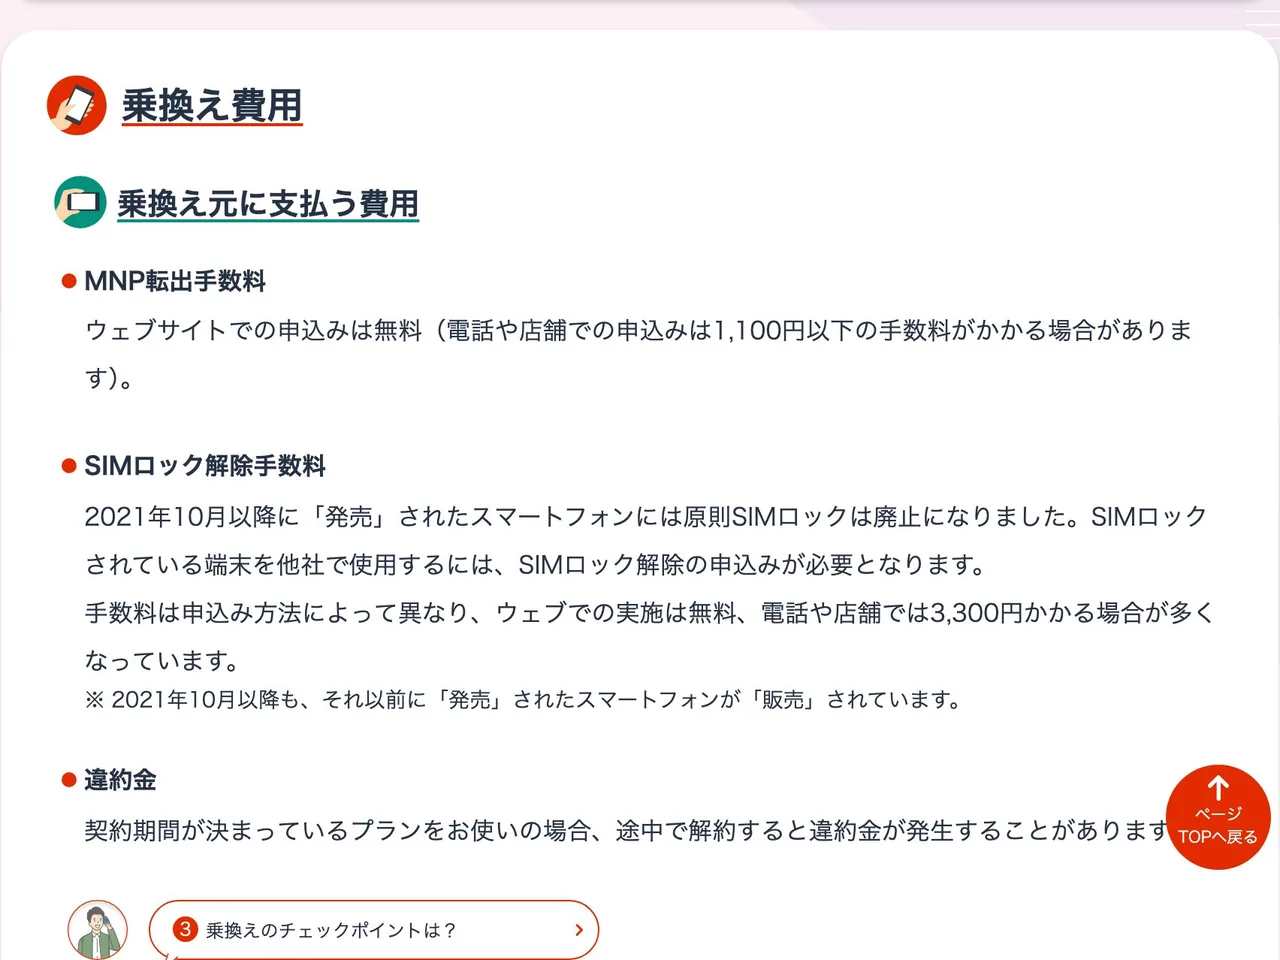 乗換え費用
乗換え元に支払う費用
MNP転出手数料
ウェブサイトでの申込みは無料（電話や店舗での申込みは1,100円以下の手数料がかかる場合がありま
す）。
SIMロック解除手数料
2021年10月以降に「発売」されたスマートフォンには原則SIMロックは廃止になりました。SIMロック
されている端末を他社で使用するには、SIMロック解除の申込みが必要となります。
手数料は申込み方法によって異なり、ウェブでの実施は無料、電話や店舗では3,300円かかる場合が多く
なっています。
※ 2021年10月以降も、それ以前に「発売」されたスマートフォンが「販売」されています。
違約金
契約期間が決まっているプランをお使いの場合、途中で解約すると違約金が発生することがあります
ページ
TOPへ戻る
3 乗換えのチェックポイントは？